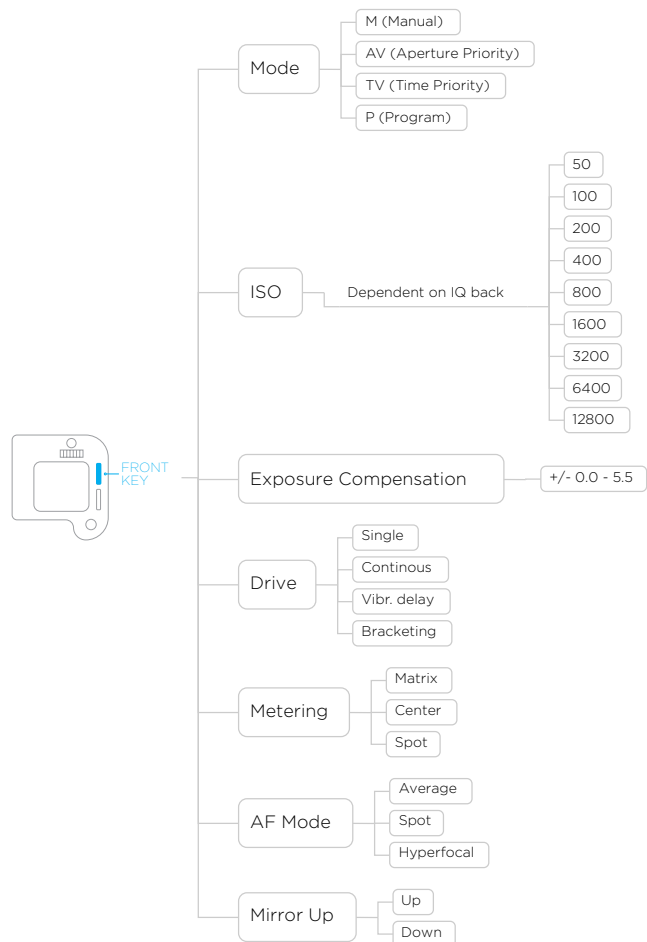 Mode
M (Manual)
AV (Aperture Priority)
TV (Time Priority)
P (Program)
ISO
Dependent on IQ back
50
100
200
400
800
1600
3200
6400
12800
FRONT
KEY
Exposure Compensation
+/- 0.0 - 5.5
Drive
Single
Continous
Vibr. delay
Bracketing
Metering
Matrix
Center
Spot
AF Mode
Average
Spot
Hyperfocal
Mirror Up
Up
Down